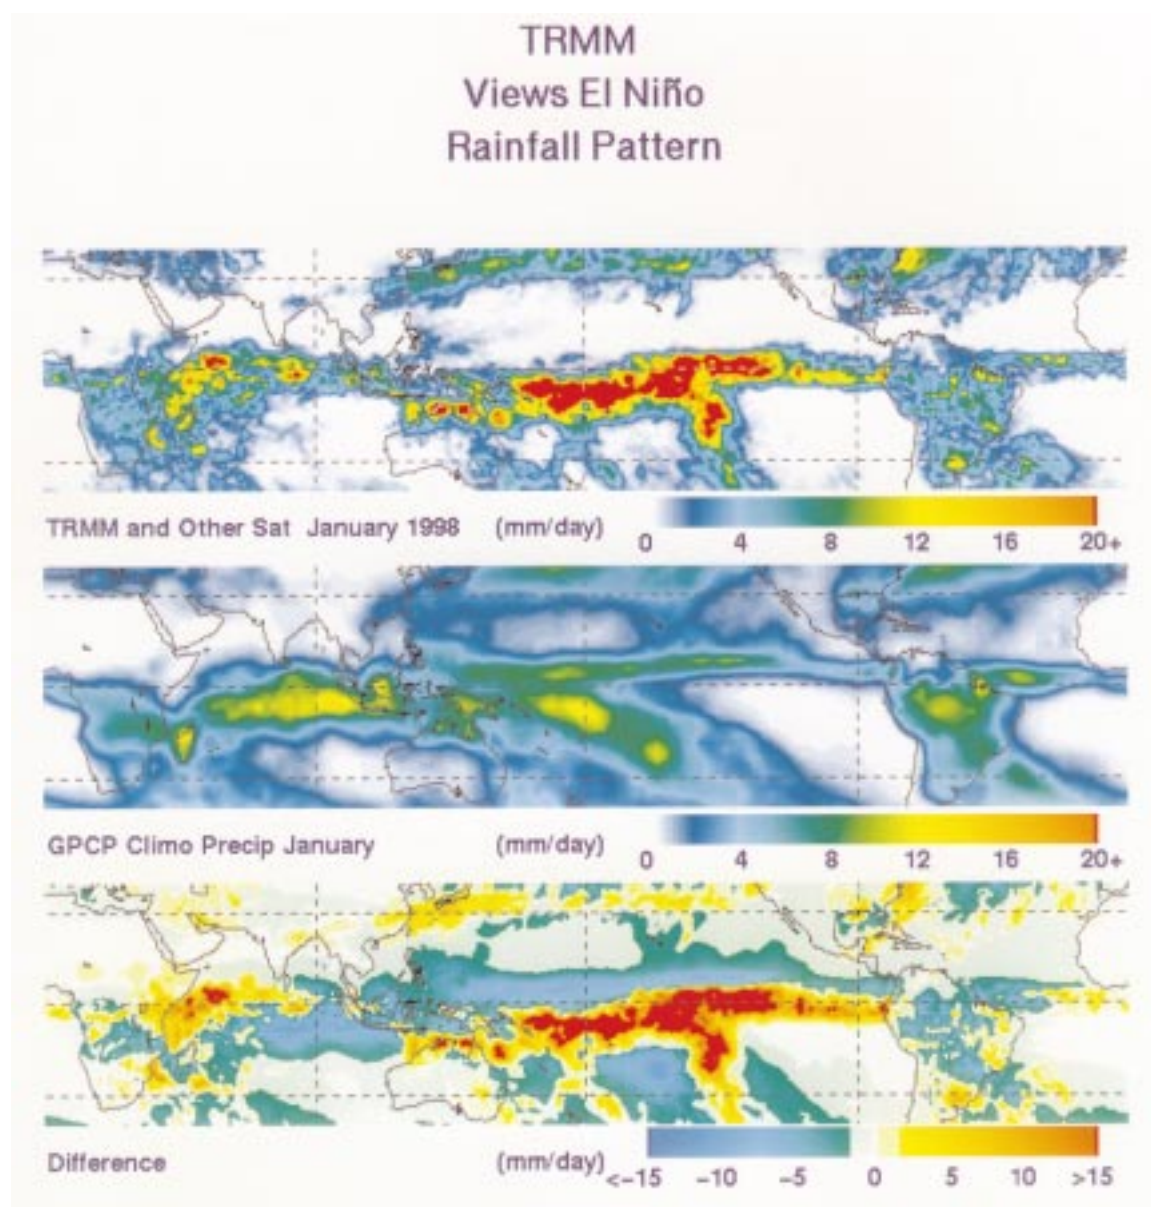 TRMM
Views El Niño
Rainfall Pattern
TRMM and Other Sat January 1998 (mm/day) 0 4 8 12 16 20+
GPCP Climo Precip January (mm/day) 0 4 8 12 16 20+
Difference (mm/day) <-15 -10 -5 0 5 10 >15